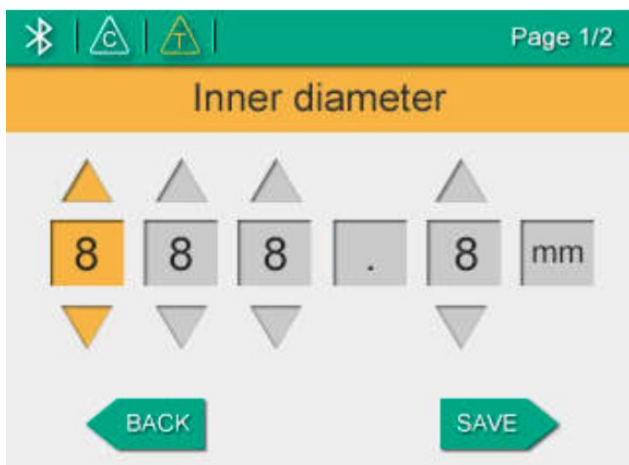 C T Page 1/2
Inner diameter
8 8 8 . 8 mm
BACK SAVE